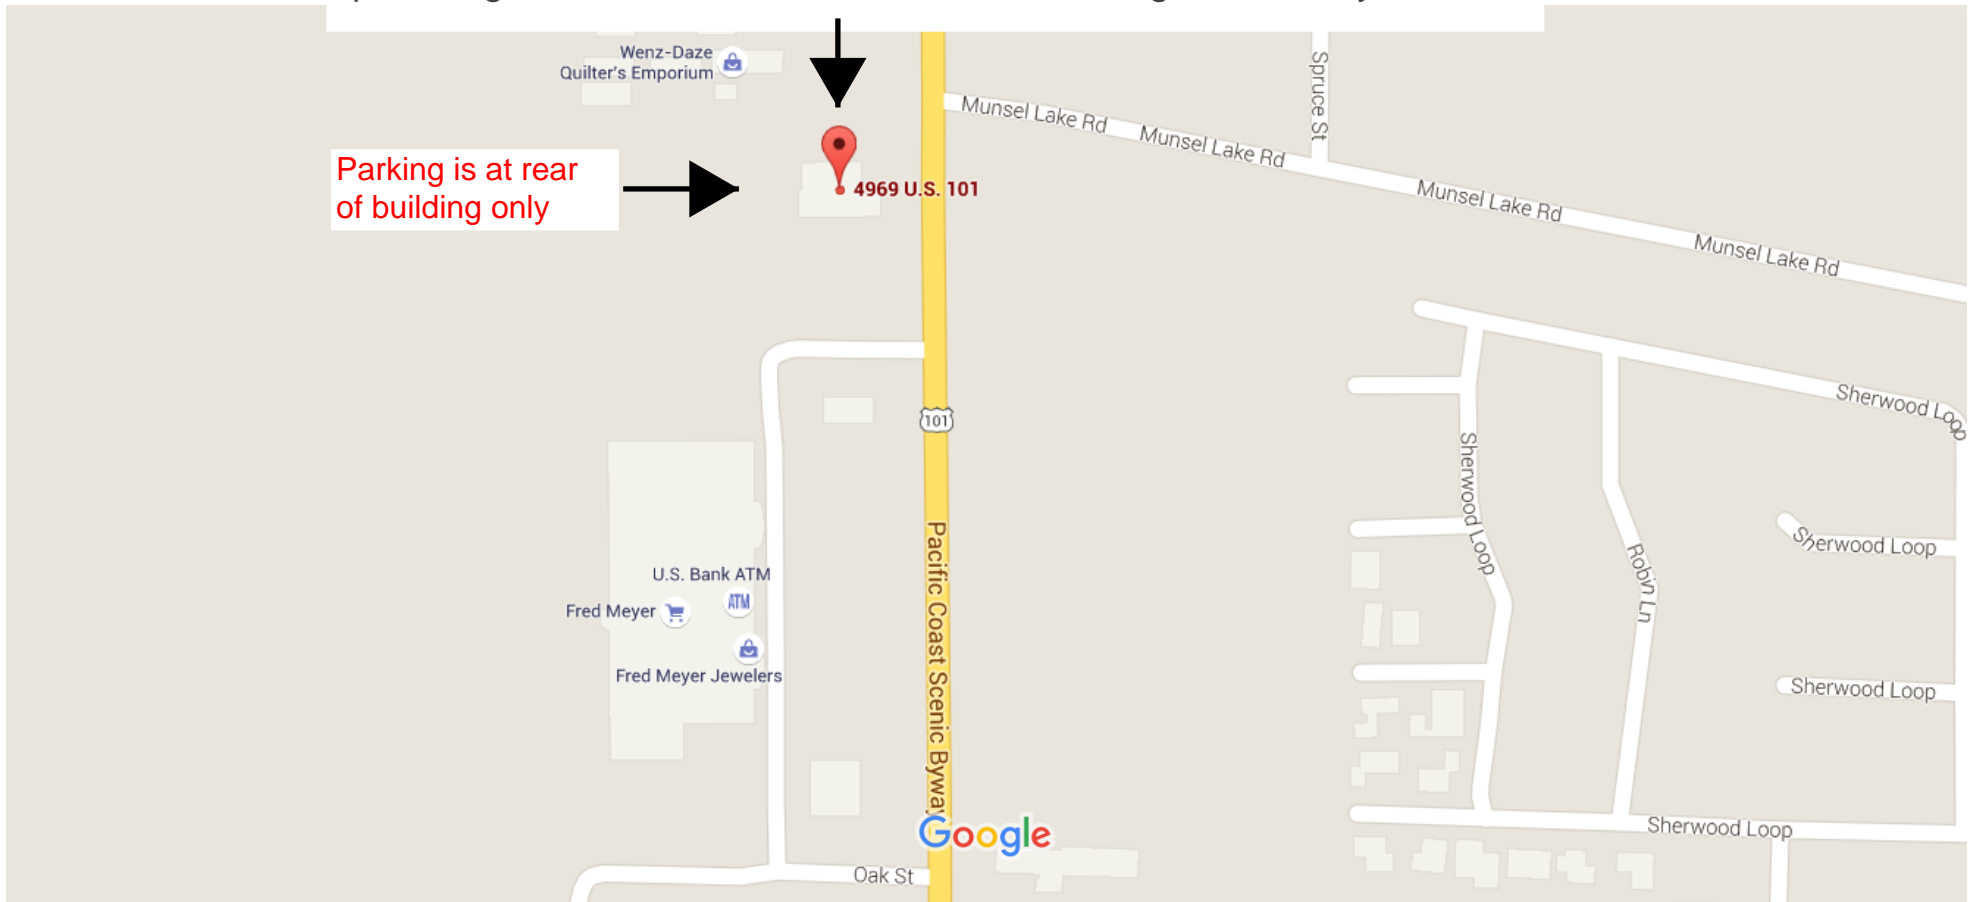 Wenz-Daze
Quilter's Emporium
Spruce St
Munsel Lake Rd
Munsel Lake Rd
Munsel Lake Rd
Munsel Lake Rd
Parking is at rear
of building only
4969 U.S. 101
Sherwood Loop
101
Sherwood Loop
Pacific Coast Scenic Byway
Sherwood Loop
Robin Ln
U.S. Bank ATM
ATM
Fred Meyer
Fred Meyer Jewelers
Sherwood Loop
Google
Sherwood Loop
Oak St